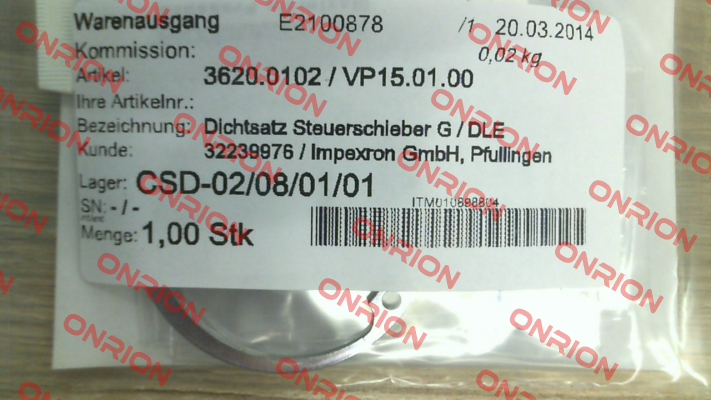 Warenausgang E2100878 /1 20.03.2014
Kommission: 0,02 kg
Artikel: 3620.0102 / VP15.01.00
Ihre Artikelnr.:
Bezeichnung: Dichtsatz Steuerschieber G / DLE
Kunde: 32239976 / Impexron GmbH, Pfullingen
Lager: CSD-02/08/01/01
SN: - / -
ITM010898804
Menge: 1,00 Stk
ONRION